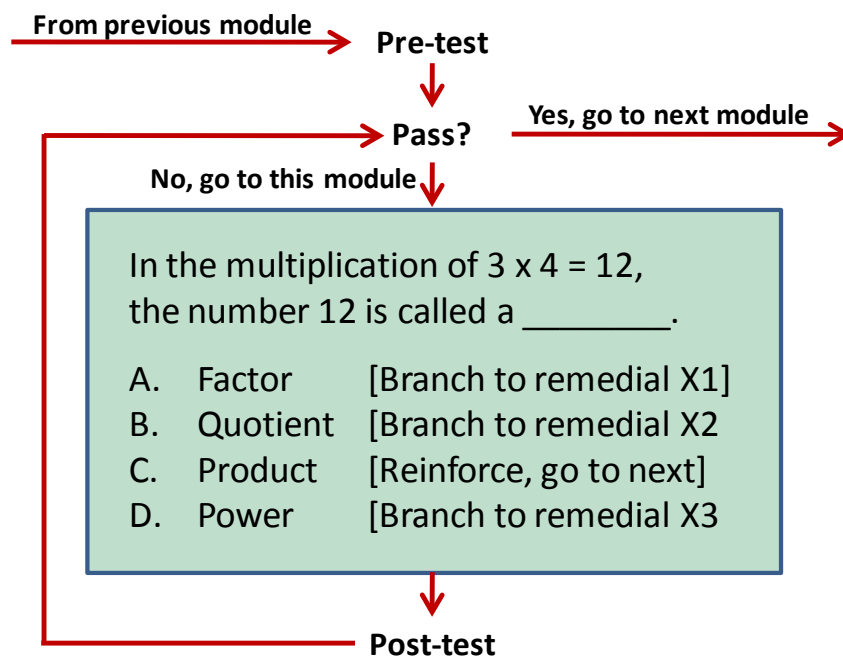 From previous module
Pre-test
Pass?
Yes, go to next module
No, go to this module
In the multiplication of 3 x 4 = 12,
the number 12 is called a ________.
A. Factor [Branch to remedial X1]
B. Quotient [Branch to remedial X2
C. Product [Reinforce, go to next]
D. Power [Branch to remedial X3
Post-test